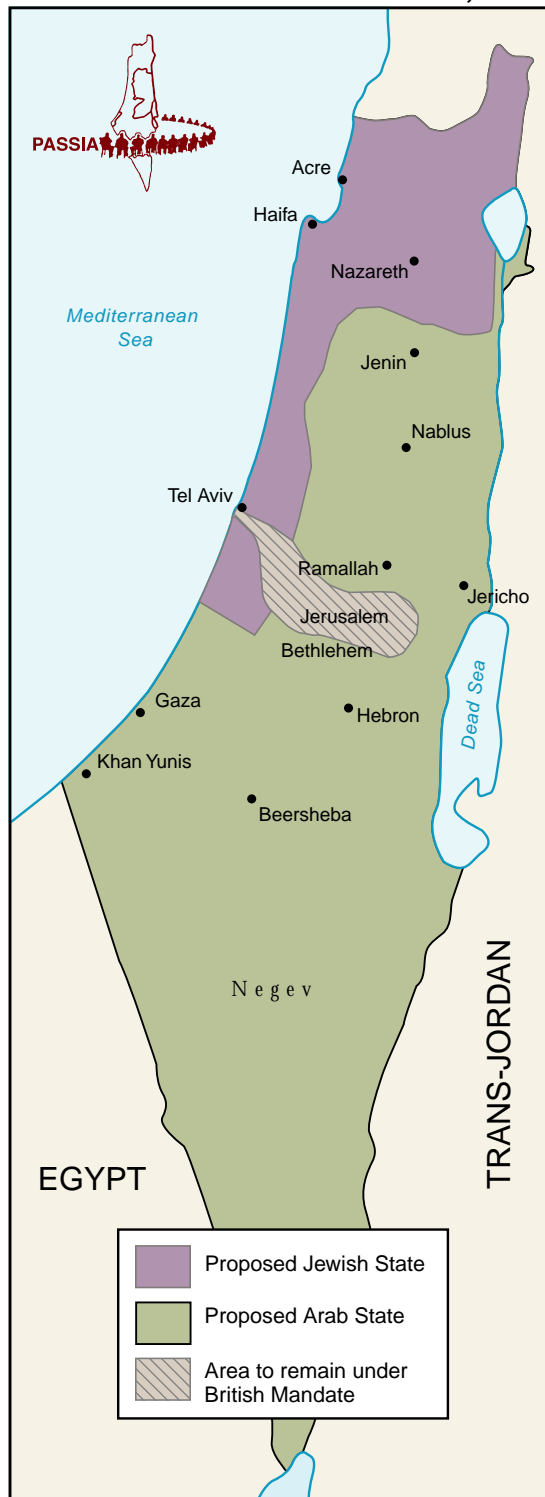 PASSIA
Acre
Haifa
Nazareth
Mediterranean
Sea
Jenin
Nablus
Tel Aviv
Ramallah
Jericho
Jerusalem
Bethlehem
Dead Sea
Gaza
Hebron
Khan Yunis
Beersheba
Negev
TRANS-JORDAN
EGYPT
Proposed Jewish State
Proposed Arab State
Area to remain under
British Mandate